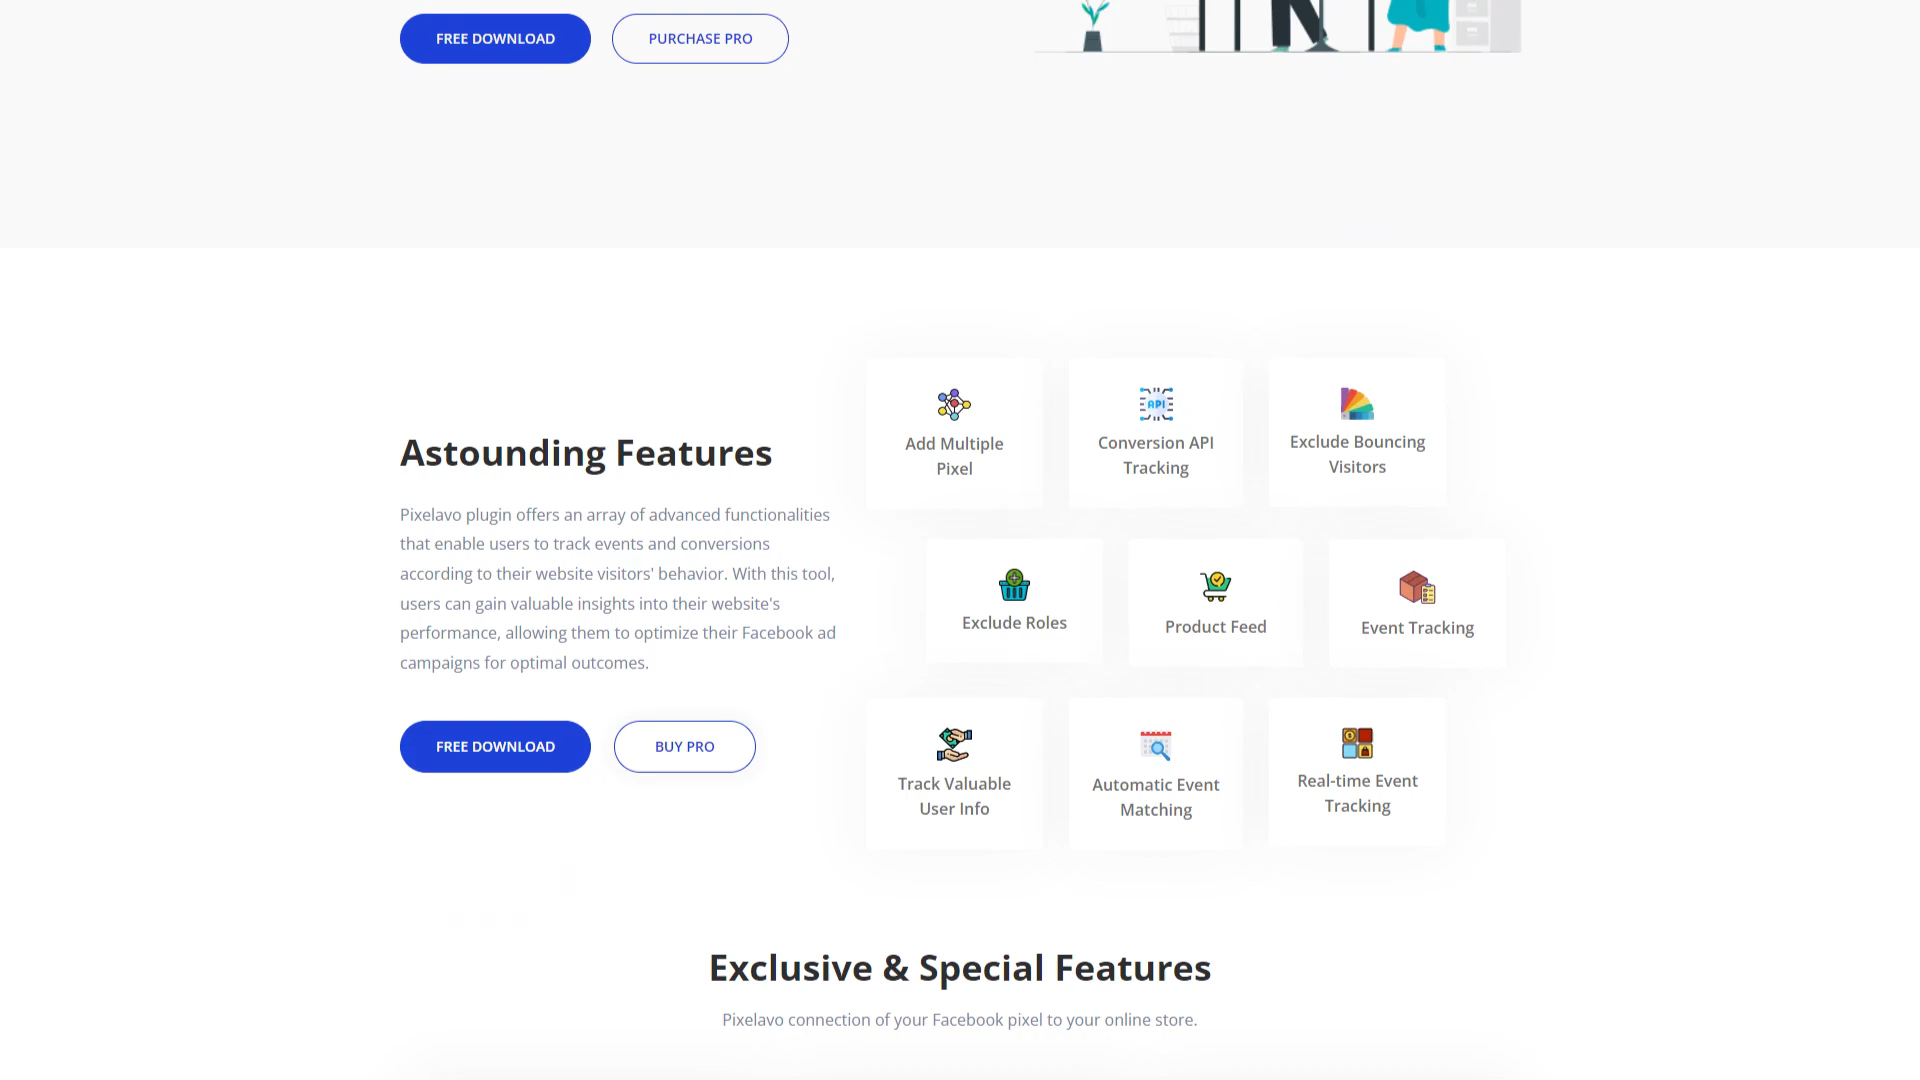 FREE DOWNLOAD
PURCHASE PRO
Astounding Features
Pixelavo plugin offers an array of advanced functionalities
that enable users to track events and conversions
according to their website visitors' behavior. With this tool,
users can gain valuable insights into their website's
performance, allowing them to optimize their Facebook ad
campaigns for optimal outcomes.
FREE DOWNLOAD
BUY PRO
Add Multiple
Pixel
API
Conversion API
Tracking
Exclude Bouncing
Visitors
Exclude Roles
Product Feed
Event Tracking
Track Valuable
User Info
Automatic Event
Matching
Real-time Event
Tracking
Exclusive & Special Features
Pixelavo connection of your Facebook pixel to your online store.